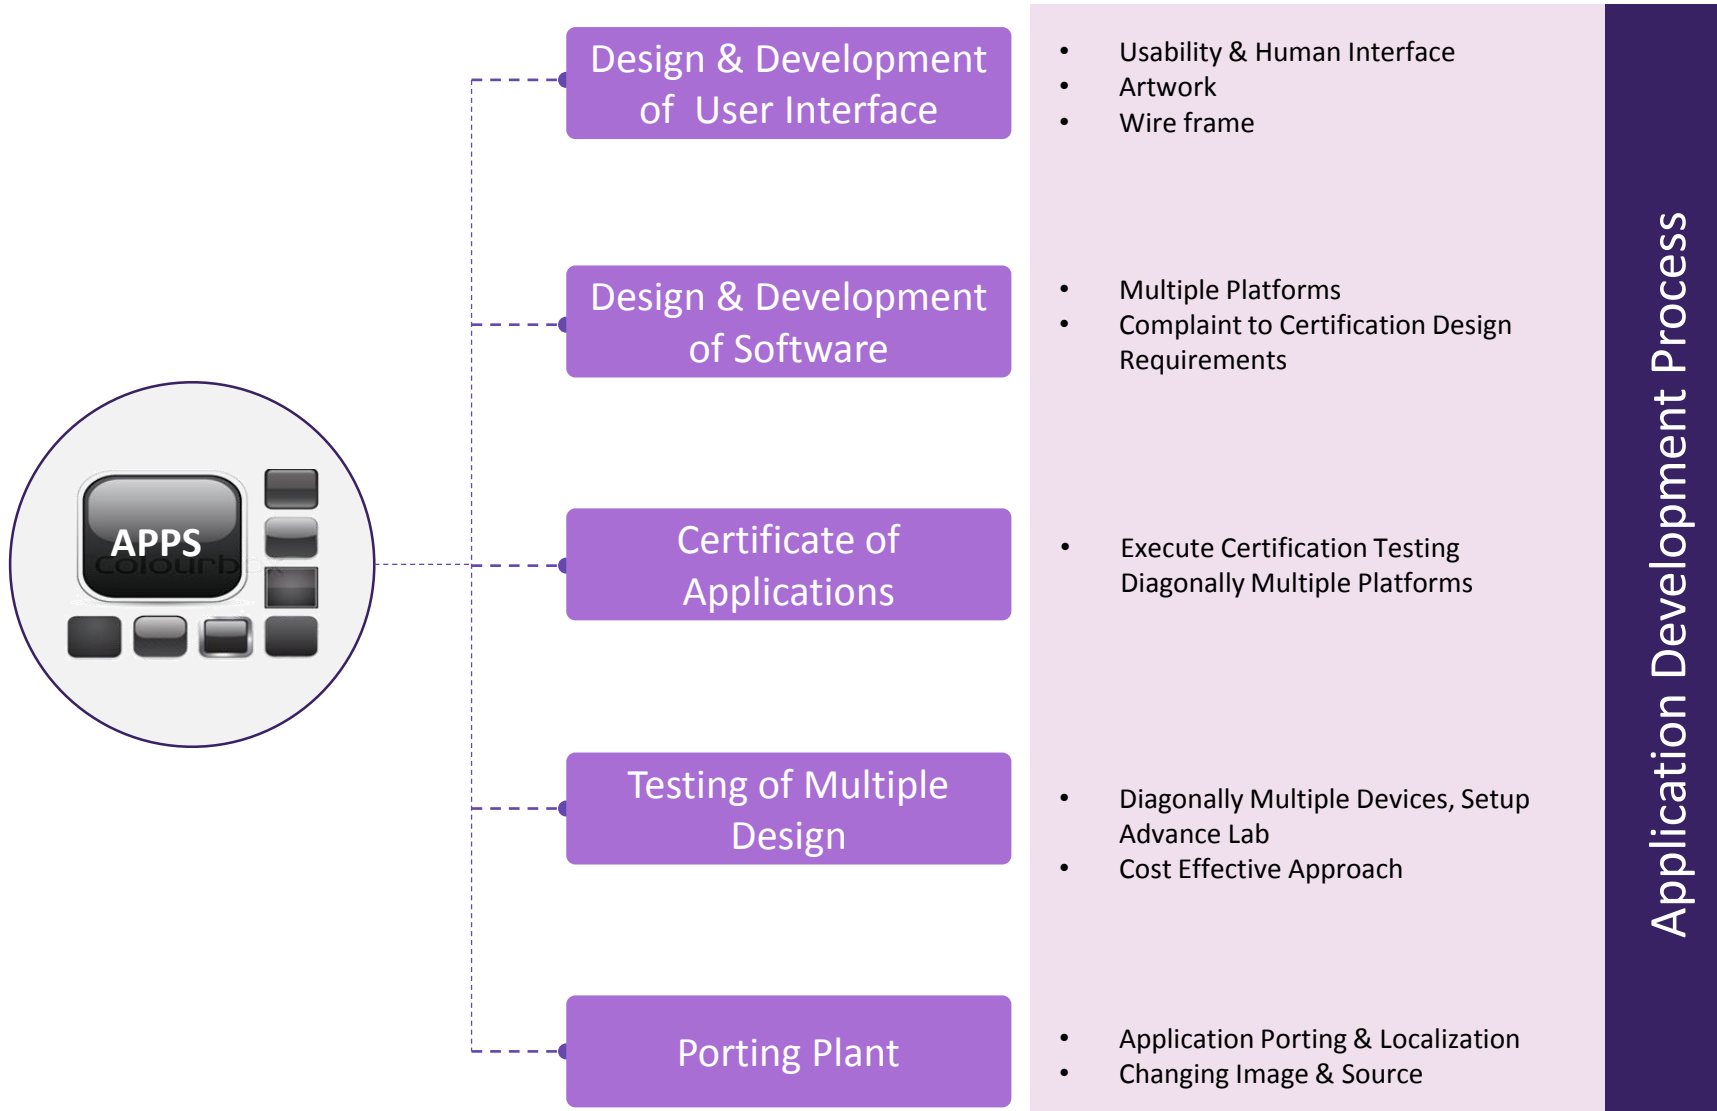 Design & Development
of  User Interface
• Usability & Human Interface
• Artwork
• Wire frame
Design & Development
of Software
• Multiple Platforms
• Complaint to Certification Design
Requirements
APPS
colourbox
Certificate of
Applications
• Execute Certification Testing
Diagonally Multiple Platforms
Testing of Multiple
Design
• Diagonally Multiple Devices, Setup
Advance Lab
• Cost Effective Approach
Porting Plant
• Application Porting & Localization
• Changing Image & Source
Application Development Process